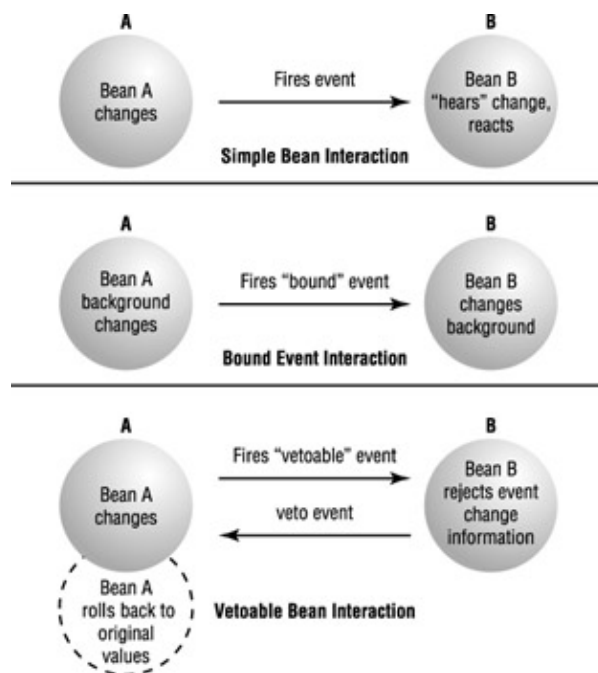 A
B
Bean A
changes
Fires event
Bean B
"hears" change,
reacts
Simple Bean Interaction
A
B
Bean A
background
changes
Fires "bound" event
Bean B
changes
background
Bound Event Interaction
A
B
Bean A
changes
Fires "vetoable" event
veto event
Bean B
rejects event
change
information
Bean A
rolls back to
original
values
Vetoable Bean Interaction